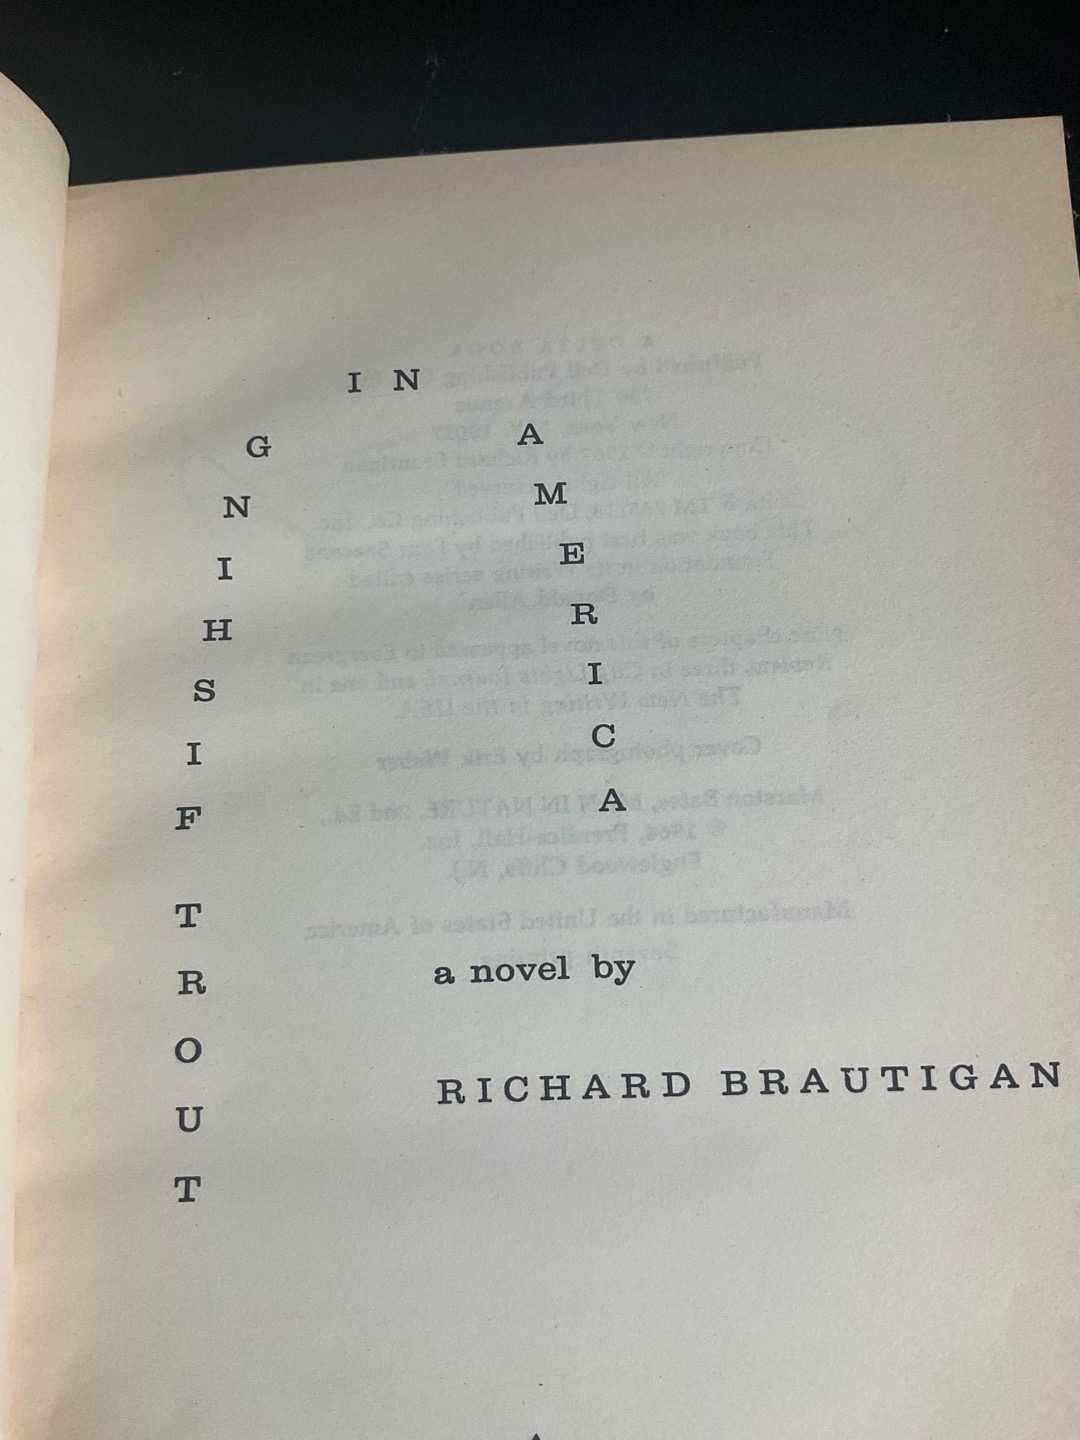 TROUT
FISHING
IN
AMERICA
a novel by
RICHARD BRAUTIGAN